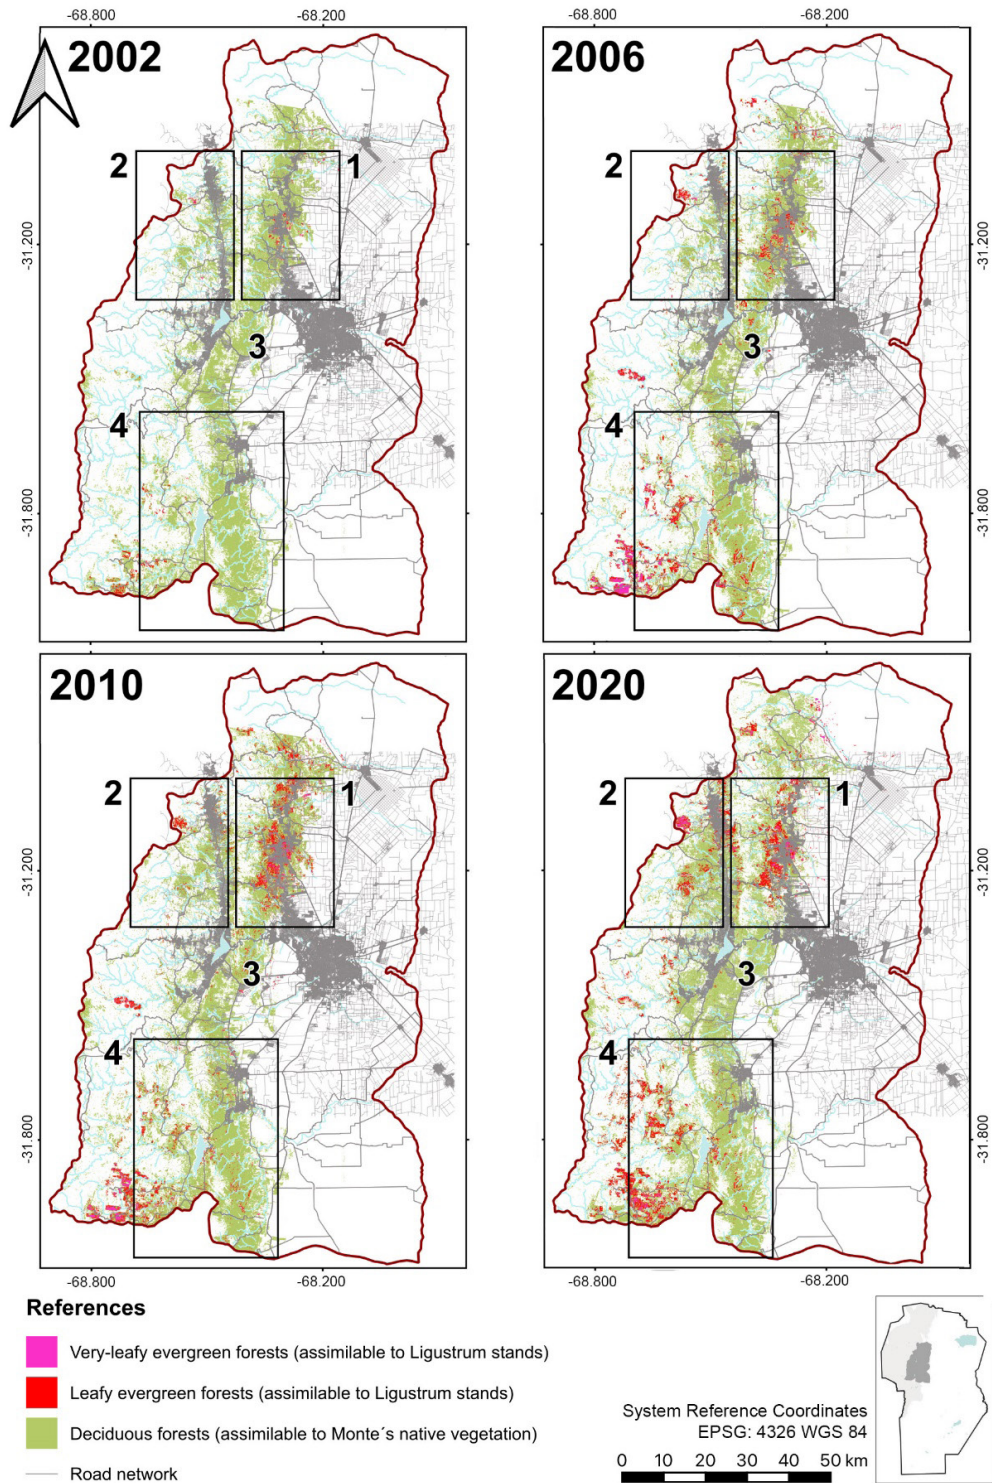 -68.800 -68.200 -68.800 -68.200
2002 2006
2 1
-31.200 -31.200
3 3
4 4
-31.800 -31.800
2010 2020
2 1 2 1
-31.200 -31.200
3 3
4 4
-31.800 -31.800
-68.800 -68.200 -68.800 -68.200
References
Very-leafy evergreen forests (assimilable to Ligustrum stands)
Leafy evergreen forests (assimilable to Ligustrum stands)
Deciduous forests (assimilable to Monte´s native vegetation)
Road network
System Reference Coordinates
EPSG: 4326 WGS 84
0 10 20 30 40 50 km